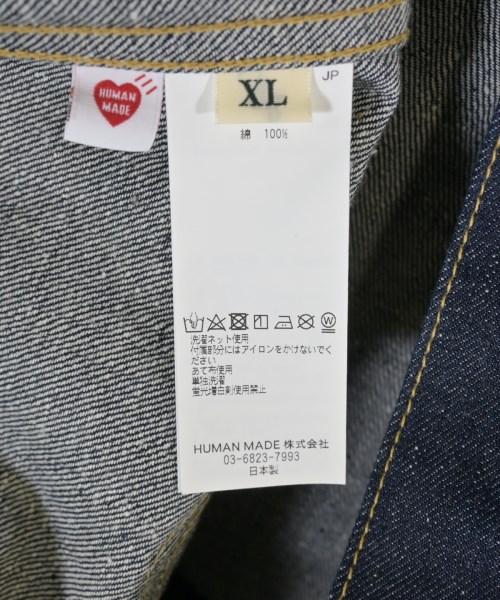 HUMAN
MADE
XL
JP
綿 100%
洗濯ネット使用
付属部分にはアイロンをかけないでく
ださい
あて布使用
単独洗濯
蛍光増白剤使用禁止
HUMAN MADE 株式会社
03-6823-7993
日本製